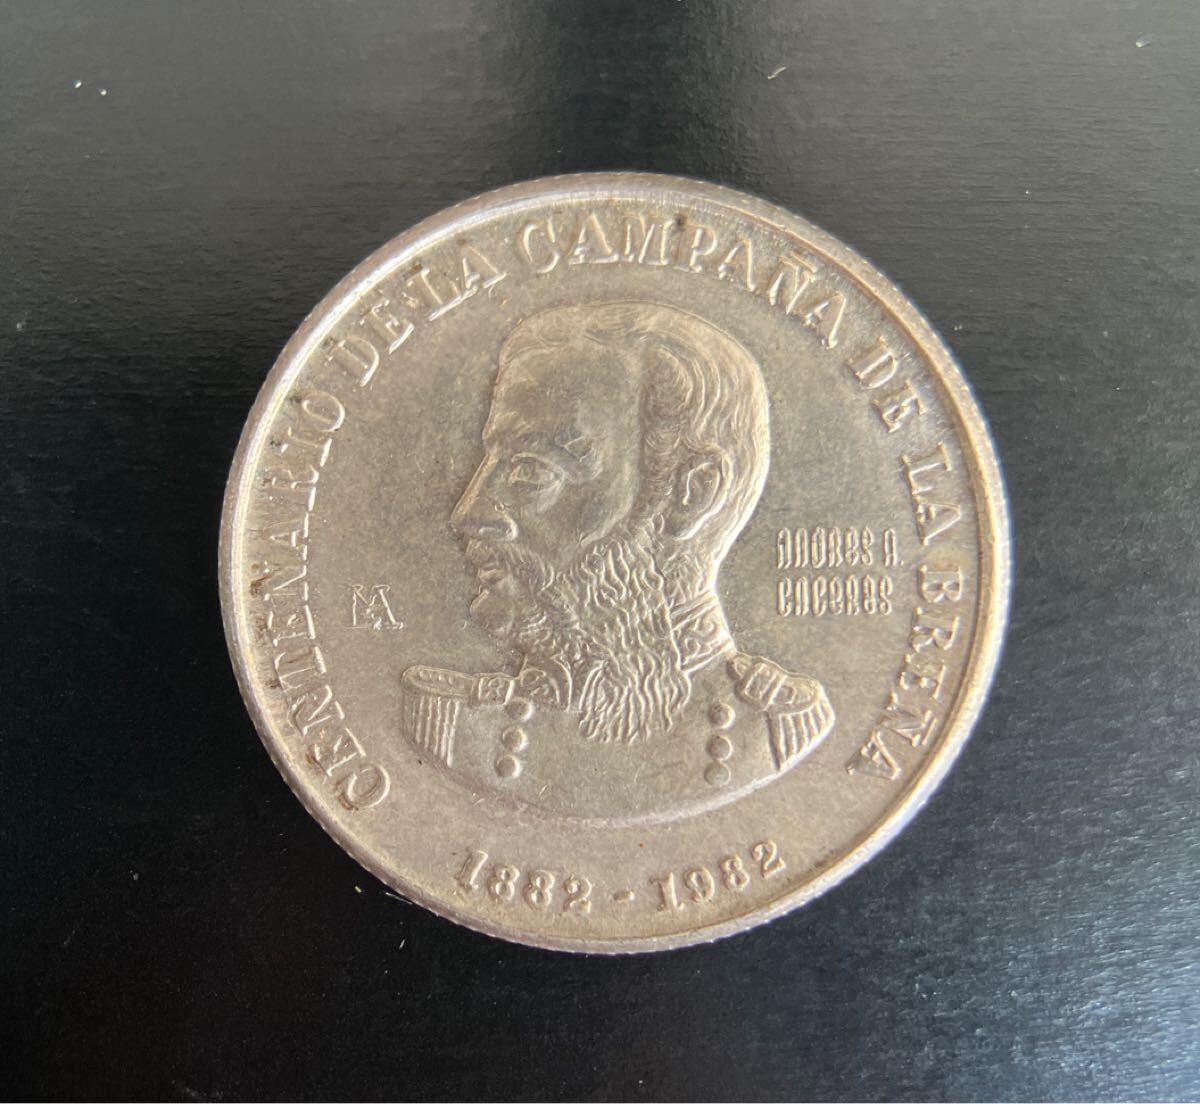 CENTENARIO DE LA CAMPAÑA DE LA BREÑA
ANDRES A.
CACERES
1882-1982